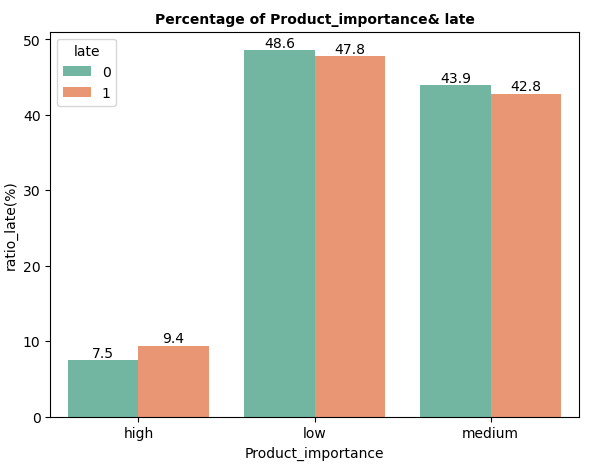 Percentage of Product_importance& late
late
0
1
48.6
47.8
43.9
42.8
7.5
9.4
50
40
30
20
10
0
ratio_late(%)
high
low
medium
Product_importance